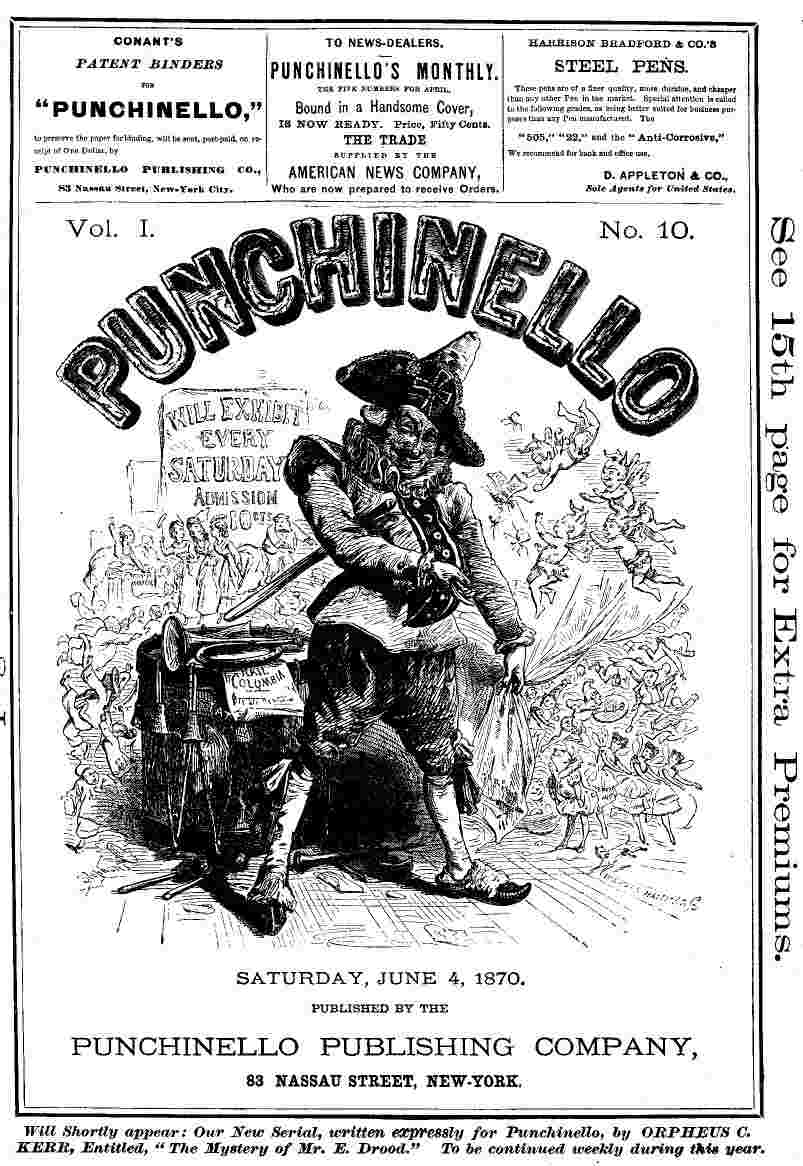 CONANT'S
PATENT BINDERS
FOR
"PUNCHINELLO,"
to preserve the paper for binding, will be sent, post-paid, on re-
ceipt of One Dollar, by
PUNCHINELLO PUBLISHING CO.,
83 Nassau Street, New-York City.
TO NEWS-DEALERS.
PUNCHINELLO'S MONTHLY.
THE FIVE NUMBERS FOR APRIL,
Bound in a Handsome Cover,
IS NOW READY. Price, Fifty Cents.
THE TRADE
SUPPLIED BY THE
AMERICAN NEWS COMPANY,
Who are now prepared to receive Orders.
HARRISON BRADFORD & CO.'S
STEEL PENS.
These pens are of a finer quality, more durable, and cheaper
than any other Pen in the market. Special attention is called
to the following grades, as being better suited for business pur-
poses than any Pen manufactured. The
"505," "22," and the "Anti-Corrosive,"
We recommend for bank and office use.
D. APPLETON & CO.,
Sole Agents for United States.
Vol. I.
No. 10.
PUNCHINELLO
WILL EXHIBIT
EVERY
SATURDAY
ADMISSION
10 CTS
HAIL
COLUMBIA
SATURDAY, JUNE 4, 1870.
PUBLISHED BY THE
PUNCHINELLO PUBLISHING COMPANY,
83 NASSAU STREET, NEW-YORK.
Will Shortly appear: Our New Serial, written expressly for Punchinello, by ORPHEUS C.
KERR, Entitled, "The Mystery of Mr. E. Drood." To be continued weekly during this year.
See 15th page for Extra Premiums.